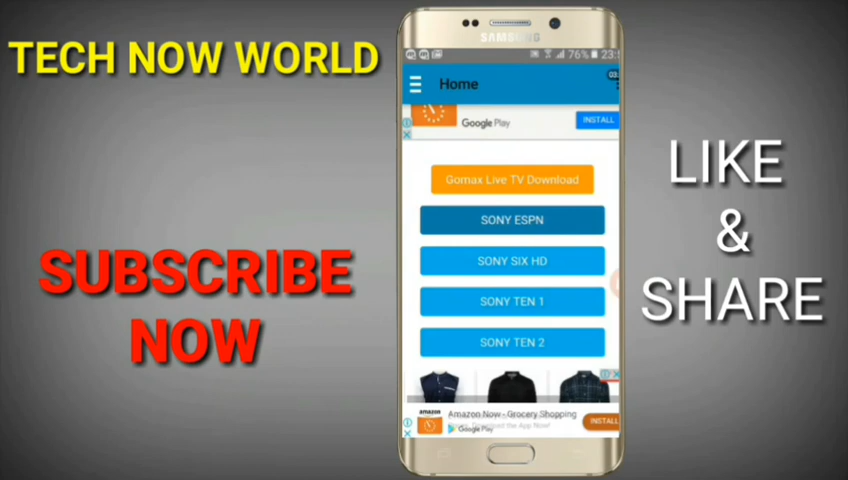 TECH NOW WORLD
SUBSCRIBE
NOW
SAMSUNG
76%
Home
Google Play
INSTALL
Gomax Live TV Download
SONY ESPN
SONY SIX HD
SONY TEN 1
SONY TEN 2
amazon
Amazon Now - Grocery Shopping
Google Play
INSTALL
LIKE
&
SHARE